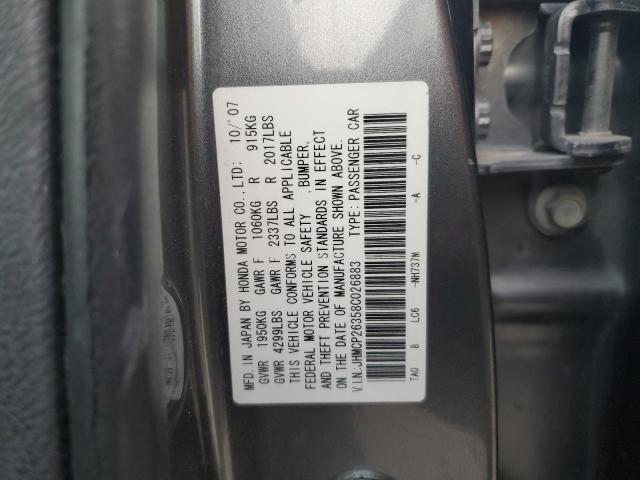 MFD. IN JAPAN BY HONDA MOTOR CO., LTD: 10/'07
GVWR 1950KG GAWR F 1060KG R 915KG
GVWR 4299LBS GAWR F 2337LBS R 2017LBS
THIS VEHICLE CONFORMS TO ALL APPLICABLE
FEDERAL MOTOR VEHICLE SAFETY ,BUMPER,
AND THEFT PREVENTION STANDARDS IN EFFECT
ON THE DATE OF MANUFACTURE SHOWN ABOVE.
V.I.N:JHMCP26358C026883 TYPE: PASSENGER CAR
TA0 8 LC6 -NH737M -A -C